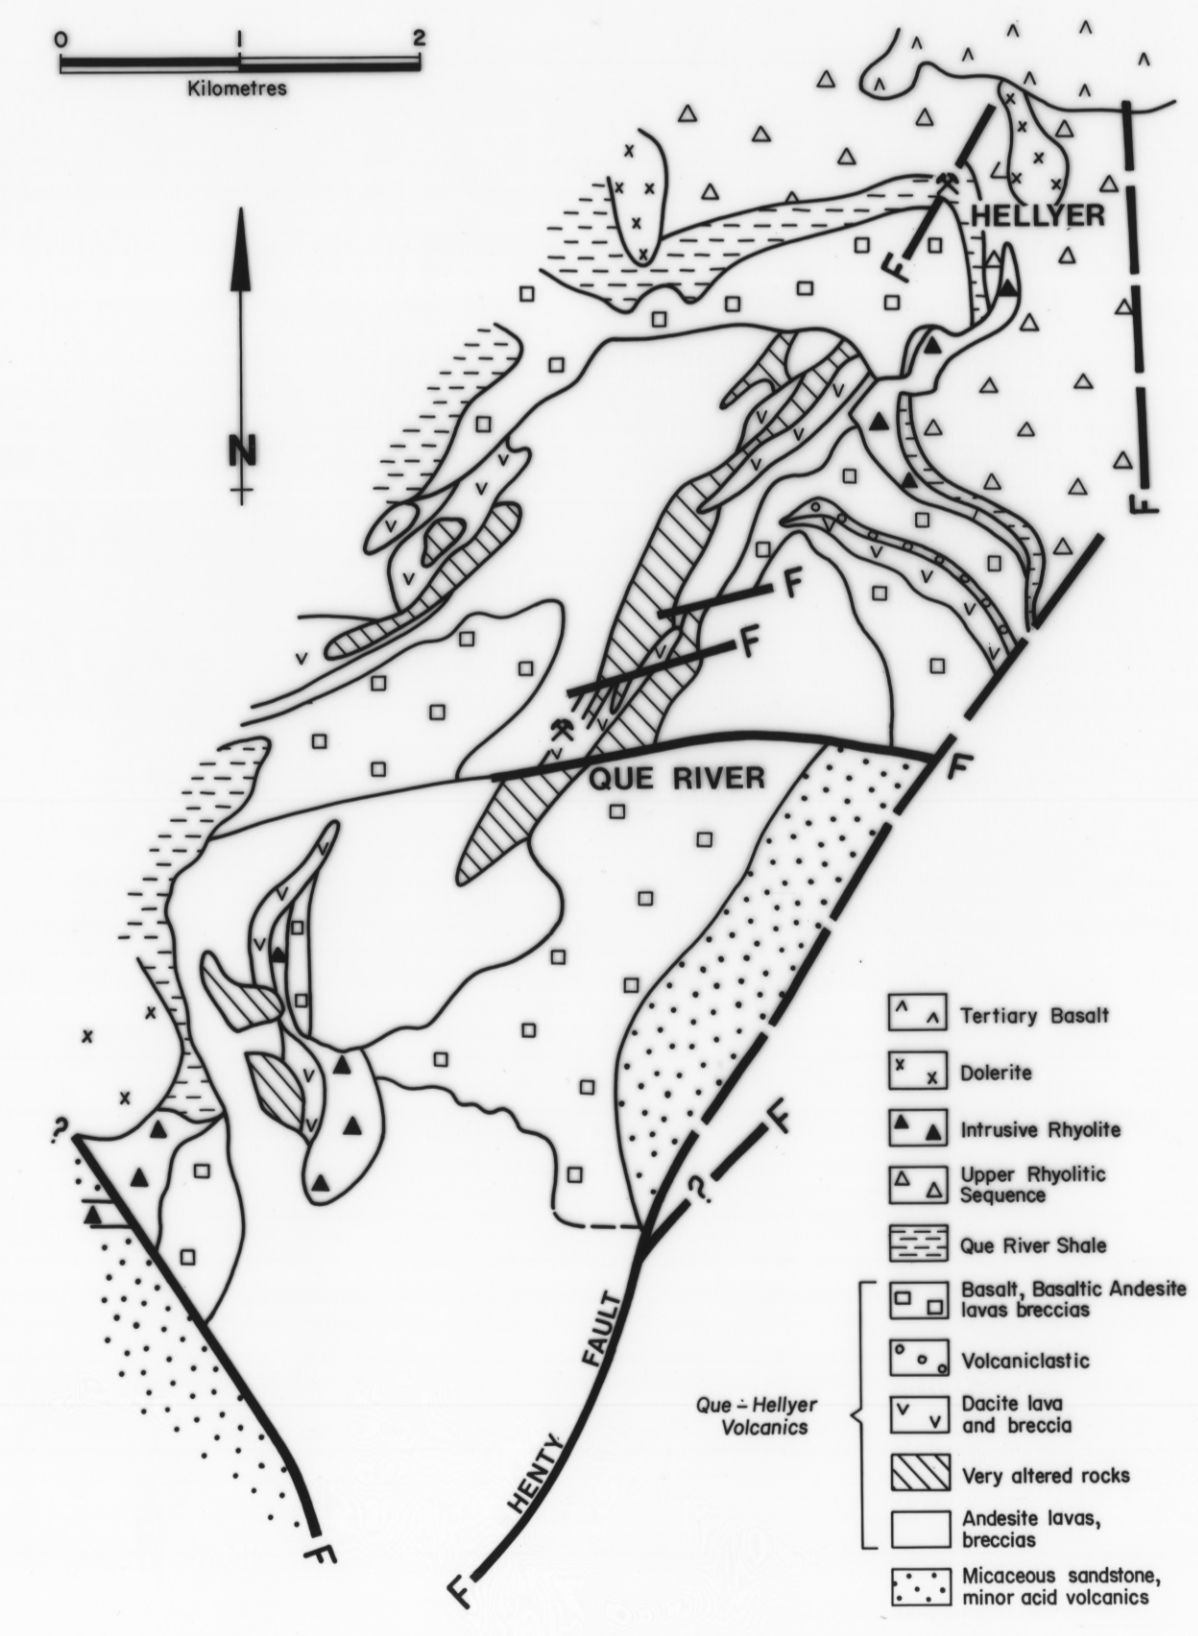 0 1 2
Kilometres
HELLYER
F
N
F
F
F
QUE RIVER
F
Tertiary Basalt
Dolerite
Intrusive Rhyolite
Upper Rhyolitic
Sequence
Que River Shale
Basalt, Basaltic Andesite
lavas breccias
Volcaniclastic
Que - Hellyer
Volcanics
Dacite lava
and breccia
Very altered rocks
Andesite lavas,
breccias
Micaceous sandstone,
minor acid volcanics
?
F
?
HENTY FAULT
F
F